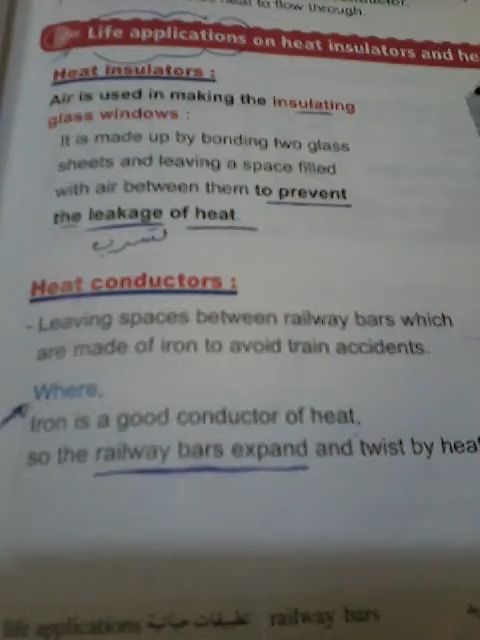 heat to flow through.
Life applications on heat insulators and he
Heat insulators :
Air is used in making the insulating
glass windows :
It is made up by bonding two glass
sheets and leaving a space filled
with air between them to prevent
the leakage of heat.
تسرب
Heat conductors :
- Leaving spaces between railway bars which
are made of iron to avoid train accidents.
Where,
Iron is a good conductor of heat,
so the railway bars expand and twist by hea
life applications تطبيقات حياتية railway bars